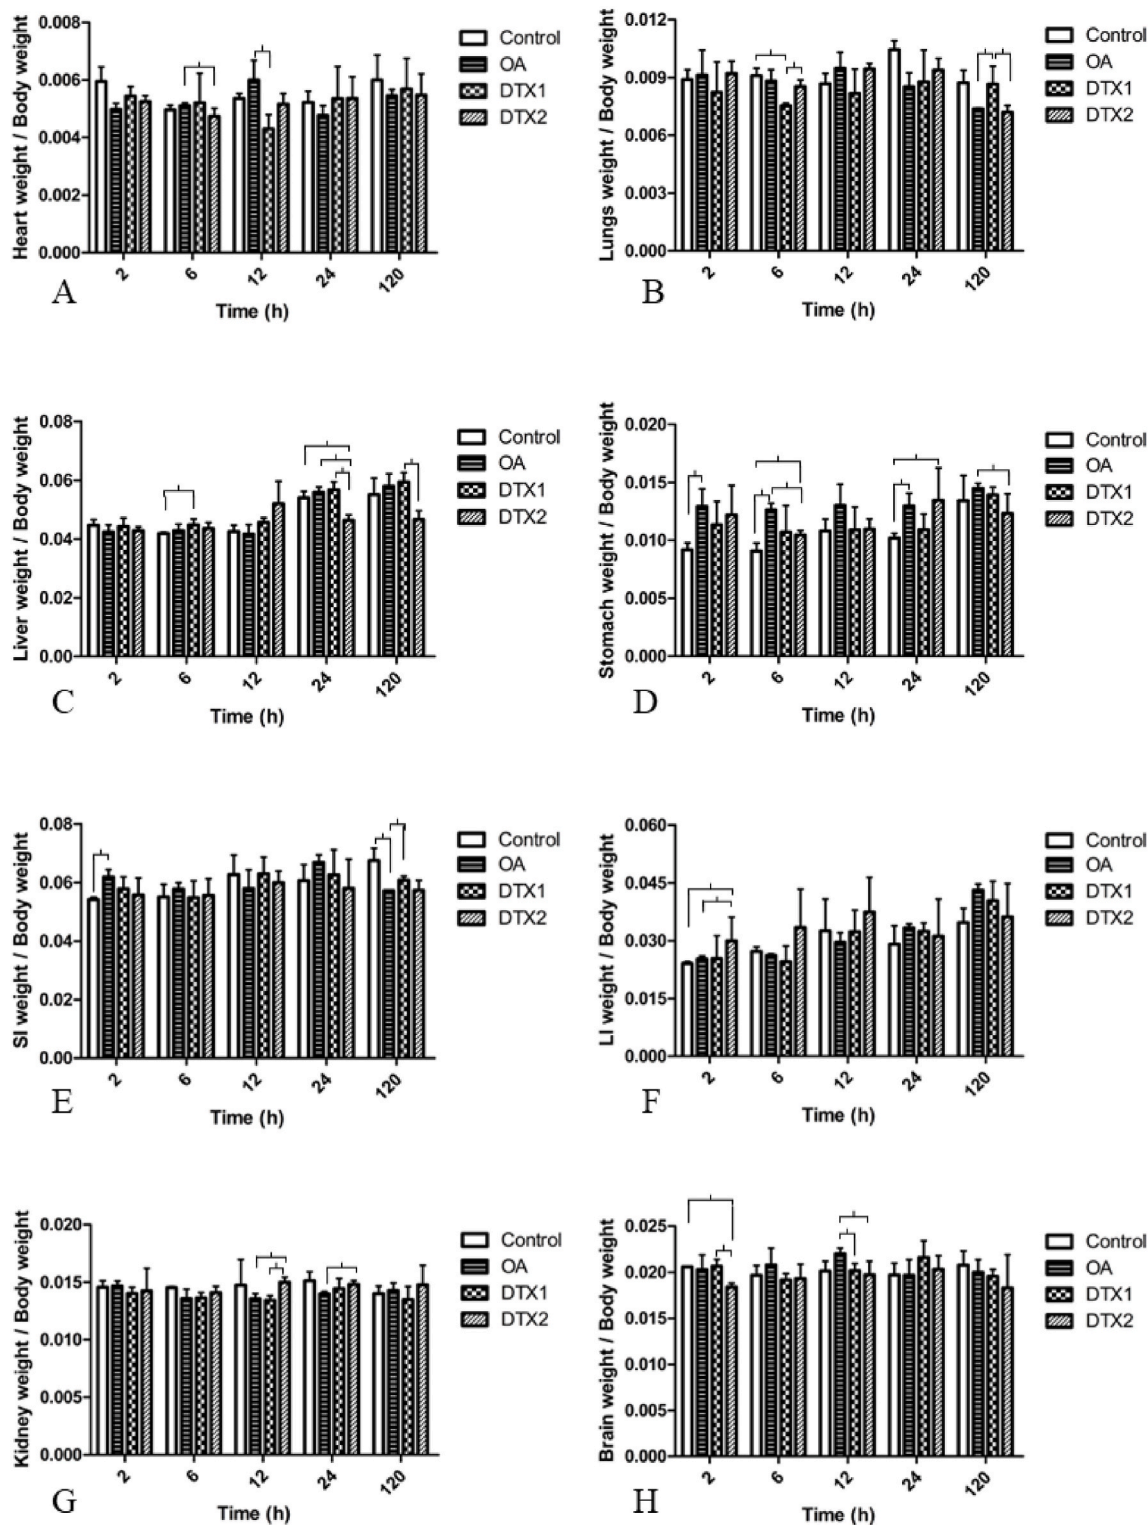 Heart weight / Body weight
0.008
0.006
0.004
0.002
0.000
2 6 12 24 120
Time (h)
Control
OA
DTX1
DTX2
A
Lungs weight / Body weight
0.012
0.009
0.006
0.003
0.000
2 6 12 24 120
Time (h)
Control
OA
DTX1
DTX2
B
Liver weight / Body weight
0.08
0.06
0.04
0.02
0.00
2 6 12 24 120
Time (h)
Control
OA
DTX1
DTX2
C
Stomach weight / Body weight
0.020
0.015
0.010
0.005
0.000
2 6 12 24 120
Time (h)
Control
OA
DTX1
DTX2
D
SI weight / Body weight
0.08
0.06
0.04
0.02
0.00
2 6 12 24 120
Time (h)
Control
OA
DTX1
DTX2
E
LI weight / Body weight
0.060
0.045
0.030
0.015
0.000
2 6 12 24 120
Time (h)
Control
OA
DTX1
DTX2
F
Kidney weight / Body weight
0.020
0.015
0.010
0.005
0.000
2 6 12 24 120
Time (h)
Control
OA
DTX1
DTX2
G
Brain weight / Body weight
0.025
0.020
0.015
0.010
0.005
0.000
2 6 12 24 120
Time (h)
Control
OA
DTX1
DTX2
H